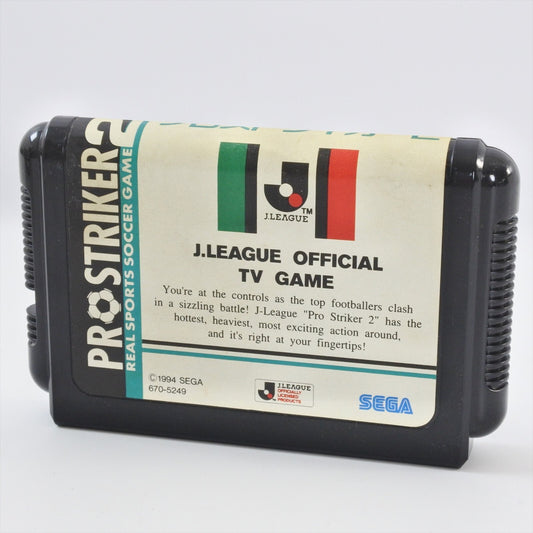 PRO STRIKER 2
REAL SPORTS SOCCER GAME
J.LEAGUE
TM
J.LEAGUE OFFICIAL
TV GAME
You're at the controls as the top footballers clash
in a sizzling battle! J-League "Pro Striker 2" has the
hottest, heaviest, most exciting action around,
and it's right at your fingertips!
©1994 SEGA
670-5249
J.LEAGUE
OFFICIALLY
LICENSED
PRODUCTS
SEGA